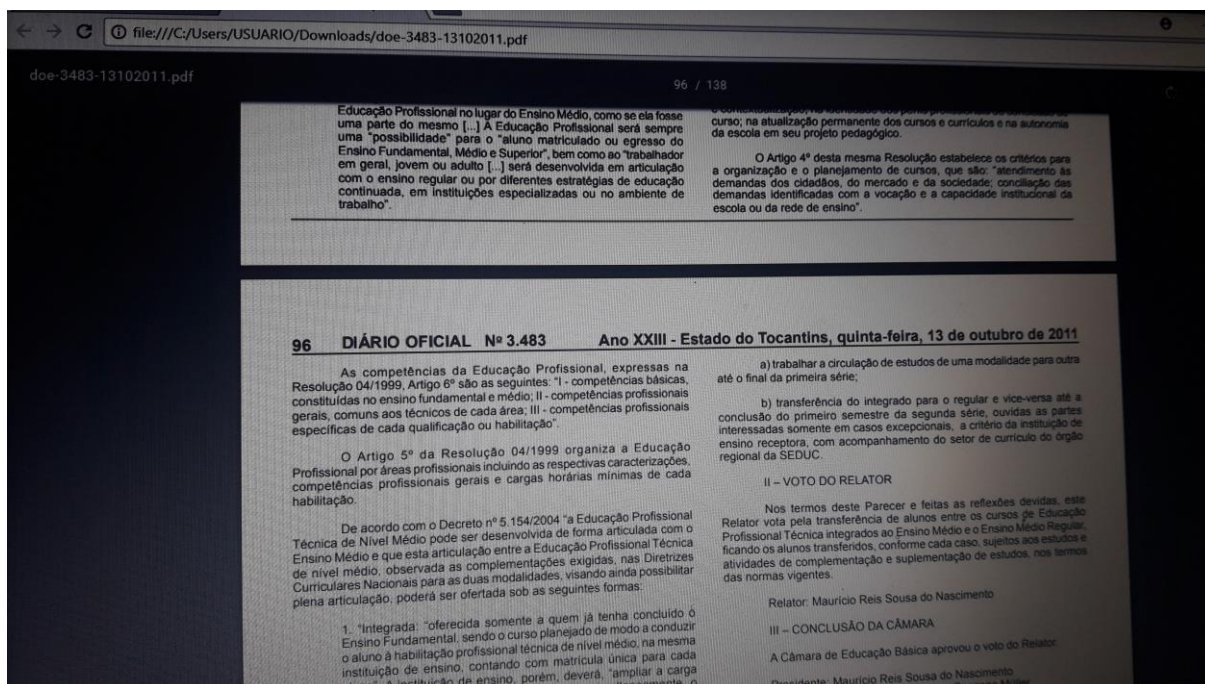 file:///C:/Users/USUARIO/Downloads/doe-3483-13102011.pdf
doe-3483-13102011.pdf
96 / 138
Educação Profissional no lugar do Ensino Médio, como se ela fosse
uma parte do mesmo [...] A Educação Profissional será sempre
uma "possibilidade" para o "aluno matriculado ou egresso do
Ensino Fundamental, Médio e Superior", bem como ao "trabalhador
em geral, jovem ou adulto [...] será desenvolvida em articulação
com o ensino regular ou por diferentes estratégias de educação
continuada, em instituições especializadas ou no ambiente de
trabalho".
curso; na atualização permanente dos cursos e currículos e na autonomia
da escola em seu projeto pedagógico.
O Artigo 4º desta mesma Resolução estabelece os critérios para
a organização e o planejamento de cursos, que são: "atendimento às
demandas dos cidadãos, do mercado e da sociedade; conciliação das
demandas identificadas com a vocação e a capacidade institucional da
escola ou da rede de ensino".
96 DIÁRIO OFICIAL Nº 3.483 Ano XXIII - Estado do Tocantins, quinta-feira, 13 de outubro de 2011
As competências da Educação Profissional, expressas na
Resolução 04/1999, Artigo 6º são as seguintes: "I - competências básicas,
constituídas no ensino fundamental e médio; II - competências profissionais
gerais, comuns aos técnicos de cada área; III - competências profissionais
específicas de cada qualificação ou habilitação".
O Artigo 5º da Resolução 04/1999 organiza a Educação
Profissional por áreas profissionais incluindo as respectivas caracterizações,
competências profissionais gerais e cargas horárias mínimas de cada
habilitação.
De acordo com o Decreto nº 5.154/2004 "a Educação Profissional
Técnica de Nível Médio pode ser desenvolvida de forma articulada com o
Ensino Médio e que esta articulação entre a Educação Profissional Técnica
de nível médio, observada as complementações exigidas, nas Diretrizes
Curriculares Nacionais para as duas modalidades, visando ainda possibilitar
plena articulação, poderá ser ofertada sob as seguintes formas:
1. "Integrada: "oferecida somente a quem já tenha concluído o
Ensino Fundamental, sendo o curso planejado de modo a conduzir
o aluno à habilitação profissional técnica de nível médio, na mesma
instituição de ensino, contando com matrícula única para cada
instituição de ensino, porém, deverá, "ampliar a carga
a) trabalhar a circulação de estudos de uma modalidade para outra
até o final da primeira série;
b) transferência do integrado para o regular e vice-versa até a
conclusão do primeiro semestre da segunda série, ouvidas as partes
interessadas somente em casos excepcionais, a critério da instituição de
ensino receptora, com acompanhamento do setor de currículo do órgão
regional da SEDUC.
II – VOTO DO RELATOR
Nos termos deste Parecer e feitas as reflexões devidas, este
Relator vota pela transferência de alunos entre os cursos de Educação
Profissional Técnica integrados ao Ensino Médio e o Ensino Médio Regular,
ficando os alunos transferidos, conforme cada caso, sujeitos aos estudos e
atividades de complementação e suplementação de estudos, nos termos
das normas vigentes.
Relator: Maurício Reis Sousa do Nascimento
III – CONCLUSÃO DA CÂMARA
A Câmara de Educação Básica aprovou o voto do Relator.
Presidente: Maurício Reis Sousa do Nascimento